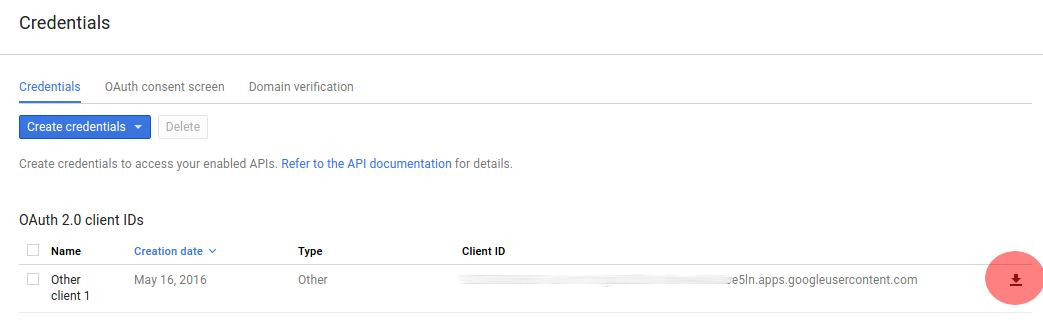 Credentials
Credentials OAuth consent screen Domain verification
Create credentials Delete
Create credentials to access your enabled APIs. Refer to the API documentation for details.
OAuth 2.0 client IDs
Name Creation date Type Client ID
Other May 16, 2016 Other e5ln.apps.googleusercontent.com
client 1